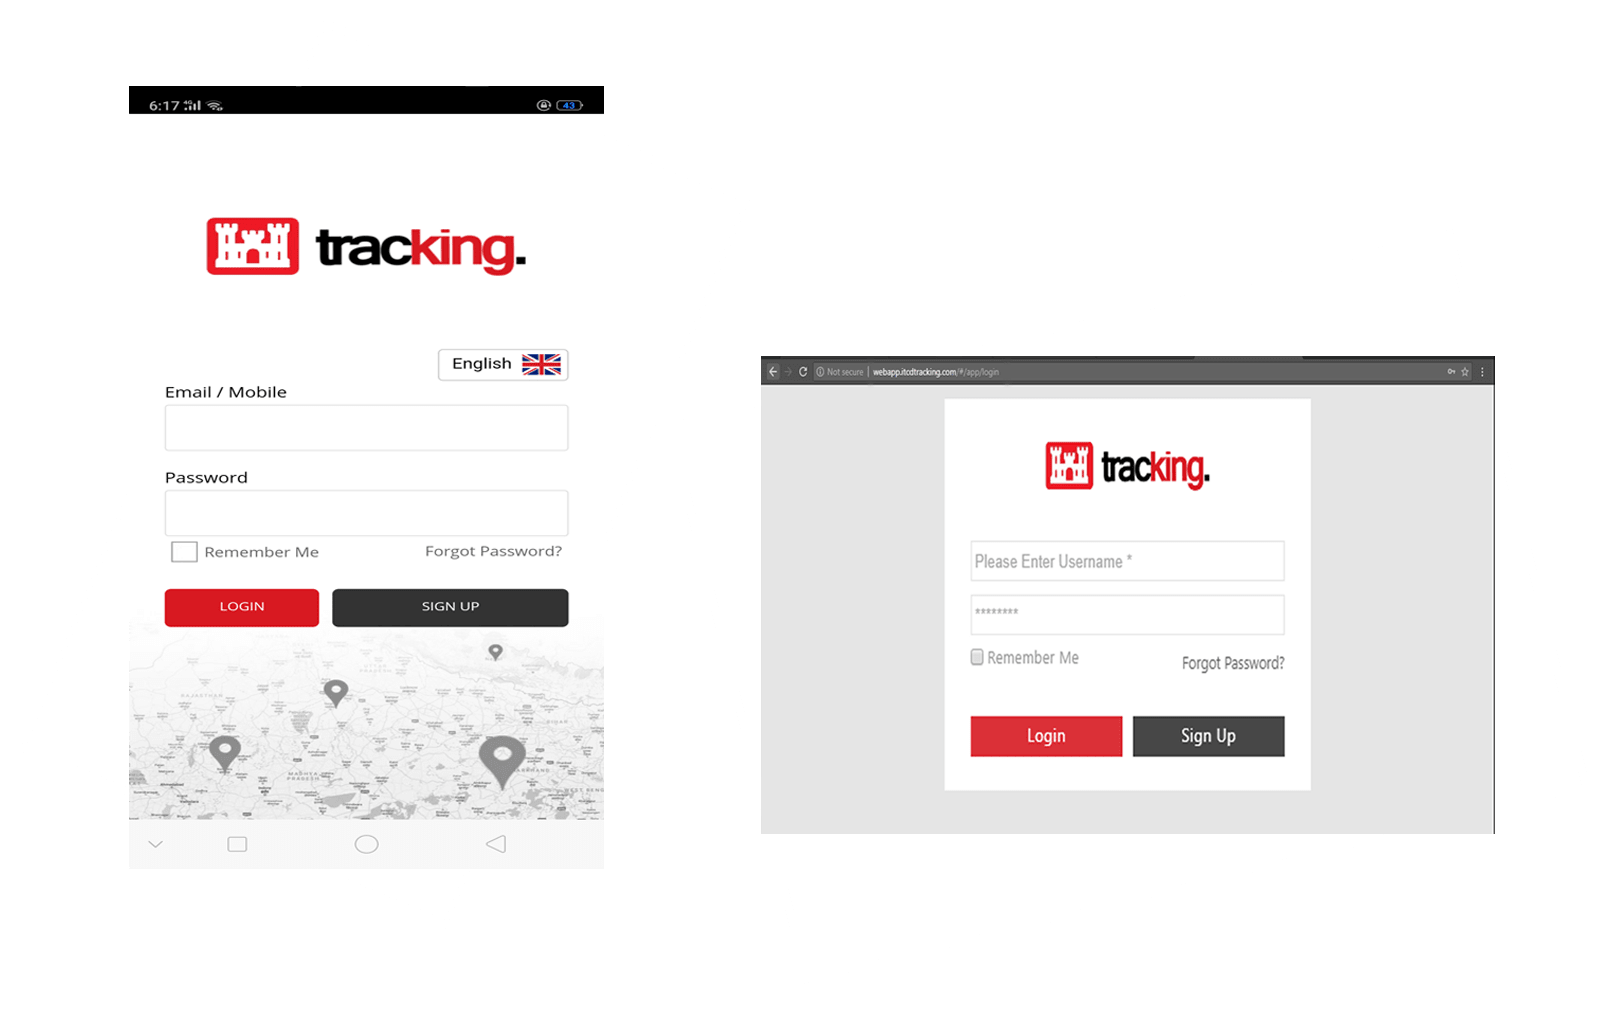 6:17 4G
43
tracking.
English
Email / Mobile
Password
Remember Me
Forgot Password?
LOGIN
SIGN UP
RAJASTHAN
MADHYA
PRADESH
WEST BENG
Not secure | webapp.itcdtracking.com/#/app/login
tracking.
Please Enter Username *
********
Remember Me
Forgot Password?
Login
Sign Up